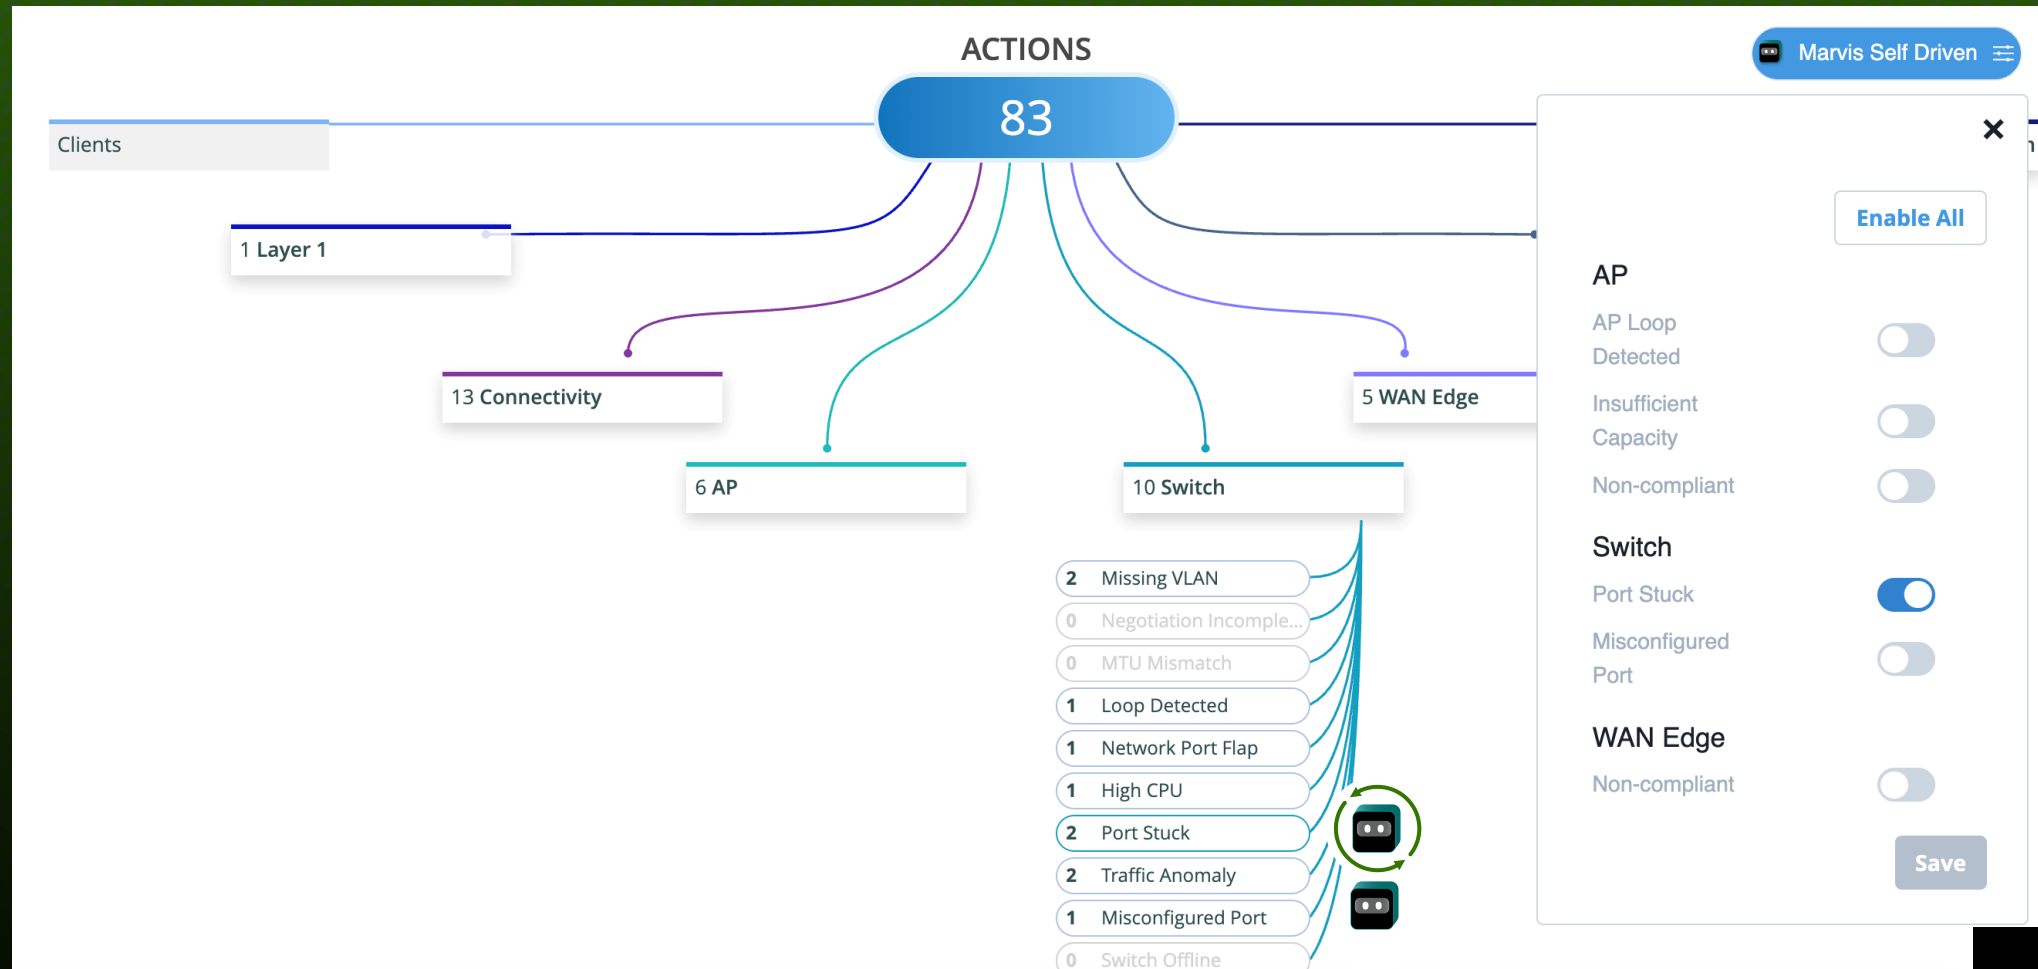 ACTIONS
83
Marvis Self Driven
Clients
1 Layer 1
13 Connectivity
6 AP
10 Switch
5 WAN Edge
2 Missing VLAN
0 Negotiation Incomple...
0 MTU Mismatch
1 Loop Detected
1 Network Port Flap
1 High CPU
2 Port Stuck
2 Traffic Anomaly
1 Misconfigured Port
0 Switch Offline
Enable All
AP
AP Loop
Detected
Insufficient
Capacity
Non-compliant
Switch
Port Stuck
Misconfigured
Port
WAN Edge
Non-compliant
Save